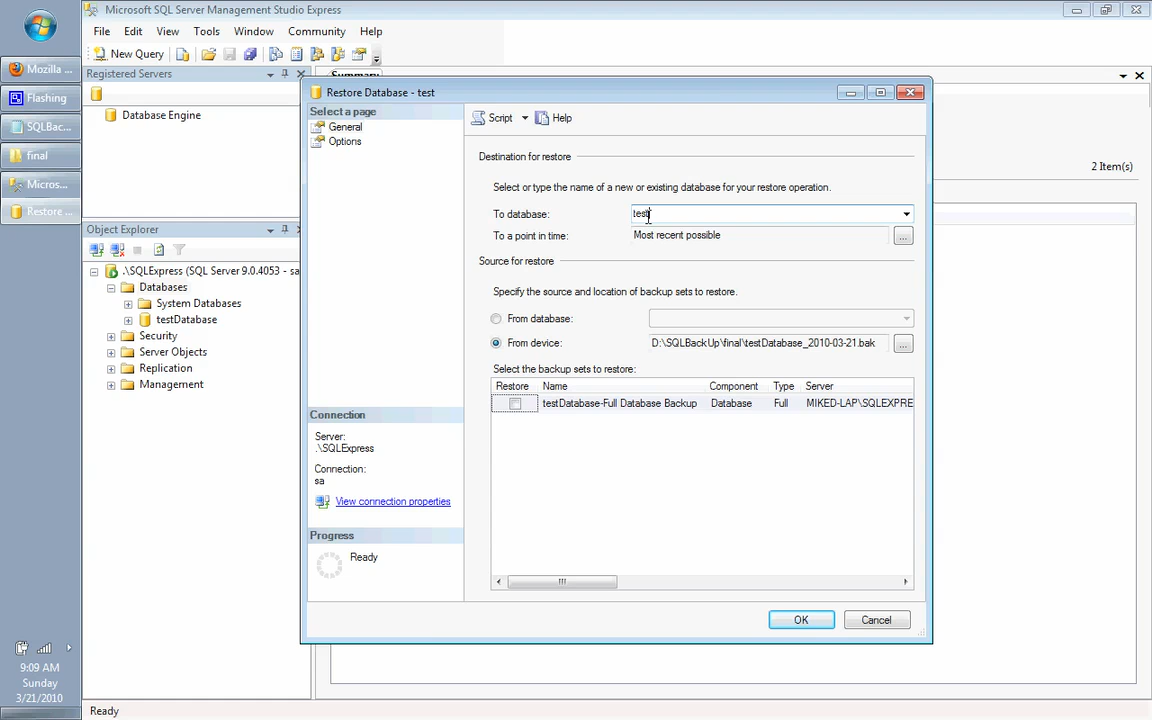 Microsoft SQL Server Management Studio Express
File Edit View Tools Window Community Help
New Query
Mozilla ...
Flashing
SQLBac...
final
Micros...
Restore ...
Registered Servers
Database Engine
Summary
2 Item(s)
Object Explorer
.\SQLExpress (SQL Server 9.0.4053 - sa
Databases
System Databases
testDatabase
Security
Server Objects
Replication
Management
Restore Database - test
Select a page
General
Options
Script Help
Destination for restore
Select or type the name of a new or existing database for your restore operation.
To database: test
To a point in time: Most recent possible ...
Source for restore
Specify the source and location of backup sets to restore.
From database:
From device: D:\SQLBackUp\final\testDatabase_2010-03-21.bak ...
Select the backup sets to restore:
Restore Name Component Type Server
testDatabase-Full Database Backup Database Full MIKED-LAP\SQLEXPRE
Connection
Server:
.\SQLExpress
Connection:
sa
View connection properties
Progress
Ready
OK Cancel
9:09 AM
Sunday
3/21/2010
Ready